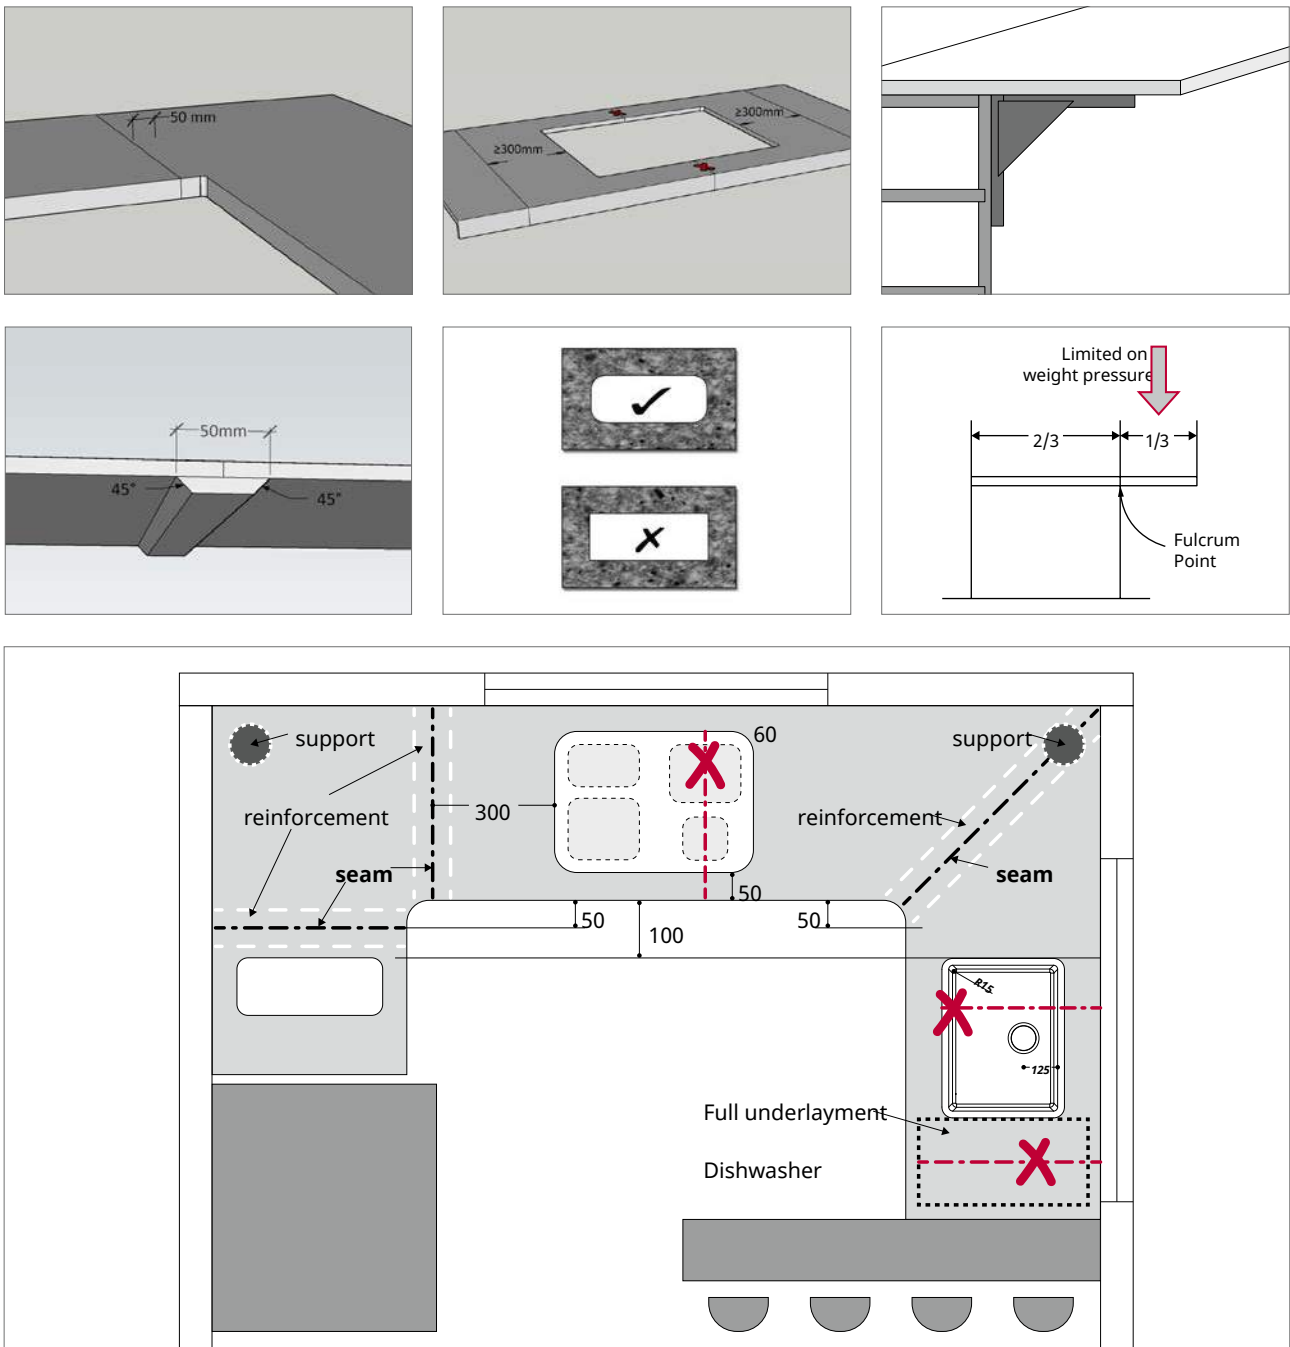 50 mm
≥300mm
≥300mm
50mm
45°
45°
Limited on
weight pressure
2/3
1/3
Fulcrum
Point
60
support
support
300
reinforcement
reinforcement
seam
seam
50
50
50
100
R15
125
Full underlayment
Dishwasher